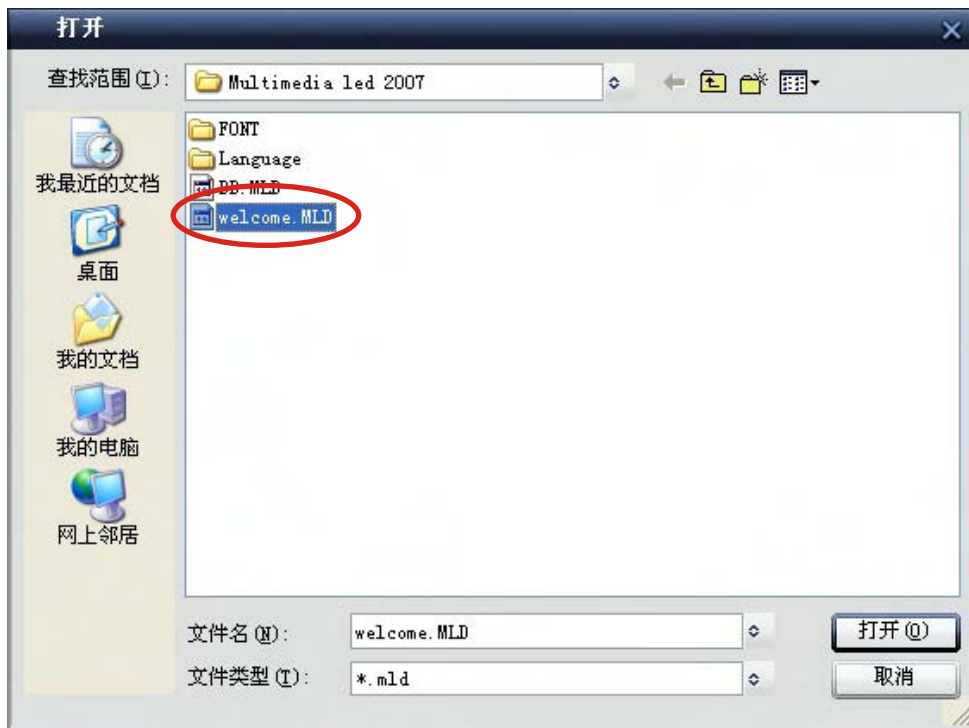 打开
查找范围(I): Multimedia led 2007
FONT
Language
我最近的文档
BB.MLD
welcome.MLD
桌面
我的文档
我的电脑
网上邻居
文件名(N): welcome.MLD 打开(O)
文件类型(T): *.mld 取消